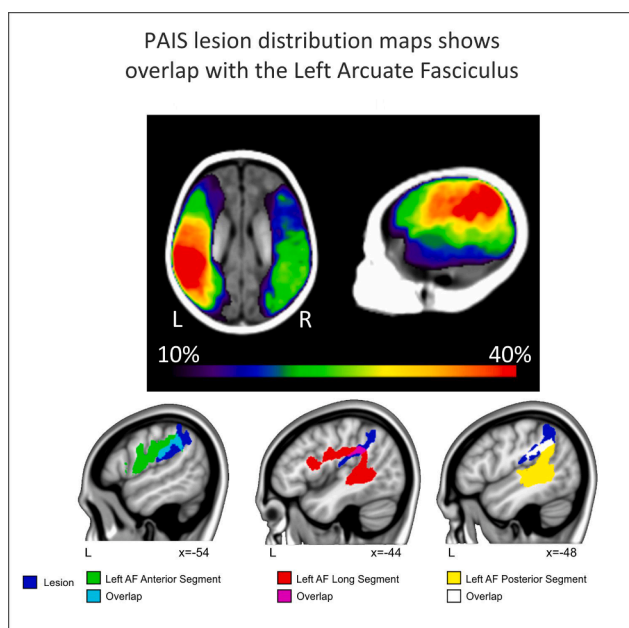 PAIS lesion distribution maps shows
overlap with the Left Arcuate Fasciculus
L R
10% 40%
L x=-54 L x=-44 L x=-48
Lesion Left AF Anterior Segment Left AF Long Segment Left AF Posterior Segment
Overlap Overlap Overlap